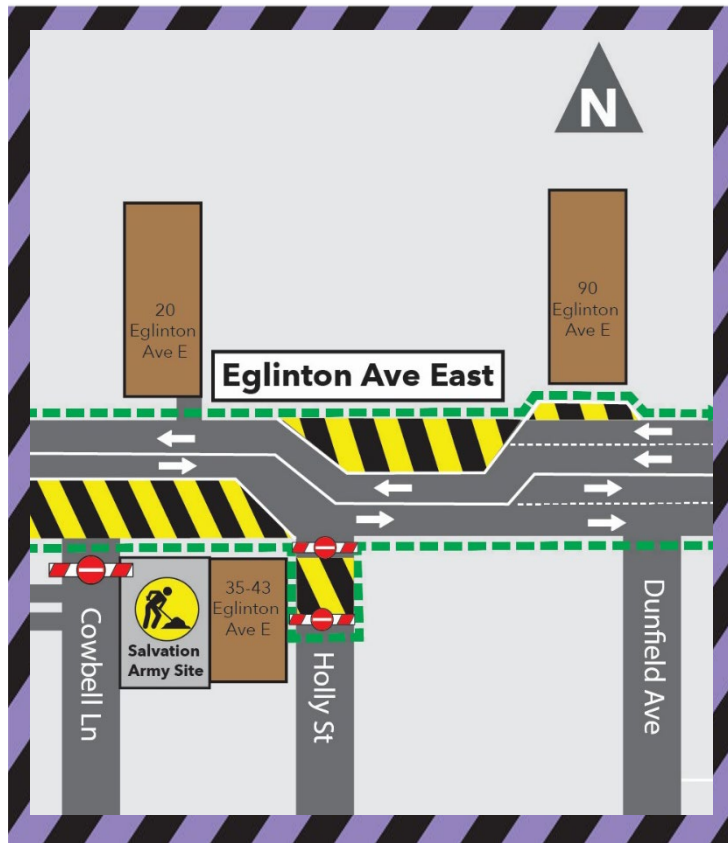 N
20
Eglinton
Ave E
90
Eglinton
Ave E
Eglinton Ave East
35-43
Eglinton
Ave E
Salvation
Army Site
Cowbell Ln
Holly St
Dunfield Ave